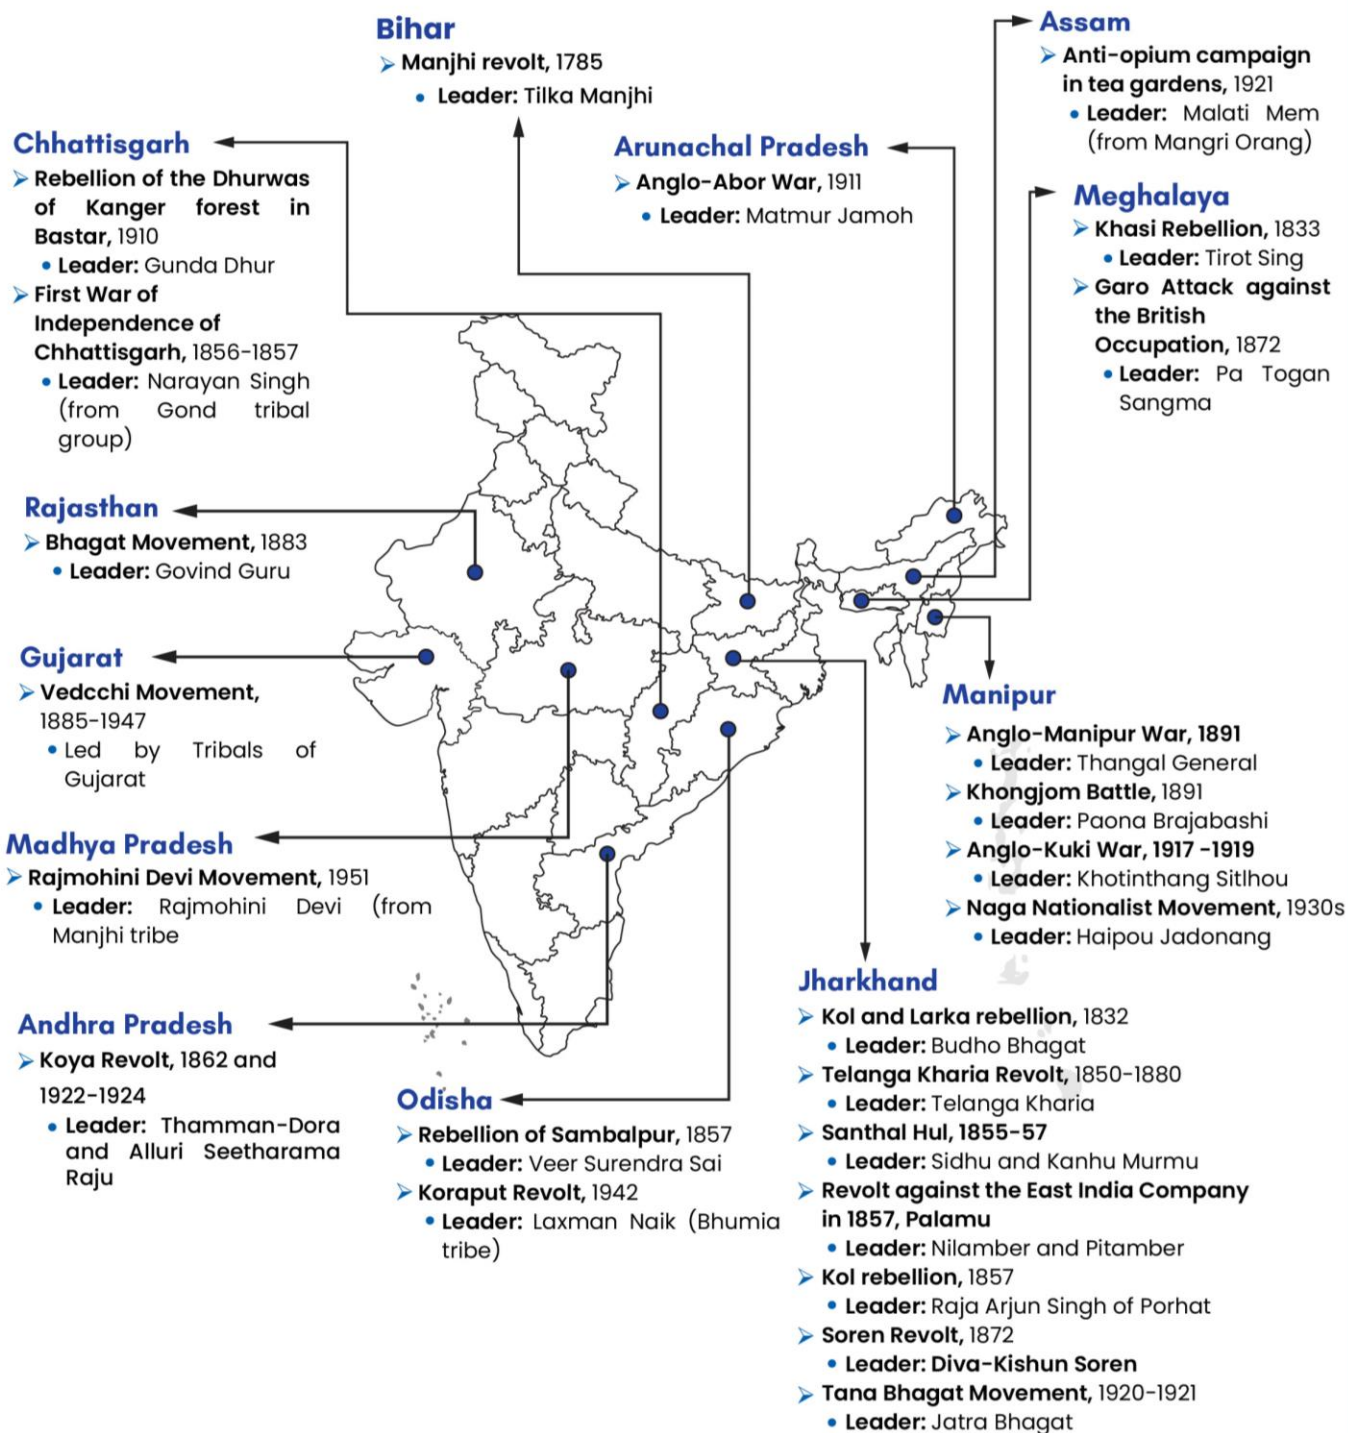 Bihar
Manjhi revolt, 1785
Leader: Tilka Manjhi
Assam
Anti-opium campaign
in tea gardens, 1921
Leader: Malati Mem
(from Mangri Orang)
Chhattisgarh
Rebellion of the Dhurwas
of Kanger forest in
Bastar, 1910
Leader: Gunda Dhur
First War of
Independence of
Chhattisgarh, 1856-1857
Leader: Narayan Singh
(from Gond tribal
group)
Arunachal Pradesh
Anglo-Abor War, 1911
Leader: Matmur Jamoh
Meghalaya
Khasi Rebellion, 1833
Leader: Tirot Sing
Garo Attack against
the British
Occupation, 1872
Leader: Pa Togan
Sangma
Rajasthan
Bhagat Movement, 1883
Leader: Govind Guru
Gujarat
Vedcchi Movement,
1885-1947
Led by Tribals of
Gujarat
Madhya Pradesh
Rajmohini Devi Movement, 1951
Leader: Rajmohini Devi (from
Manjhi tribe
Andhra Pradesh
Koya Revolt, 1862 and
1922-1924
Leader: Thamman-Dora
and Alluri Seetharama
Raju
Odisha
Rebellion of Sambalpur, 1857
Leader: Veer Surendra Sai
Koraput Revolt, 1942
Leader: Laxman Naik (Bhumia
tribe)
Manipur
Anglo-Manipur War, 1891
Leader: Thangal General
Khongjom Battle, 1891
Leader: Paona Brajabashi
Anglo-Kuki War, 1917 -1919
Leader: Khotinthang Sitlhou
Naga Nationalist Movement, 1930s
Leader: Haipou Jadonang
Jharkhand
Kol and Larka rebellion, 1832
Leader: Budho Bhagat
Telanga Kharia Revolt, 1850-1880
Leader: Telanga Kharia
Santhal Hul, 1855-57
Leader: Sidhu and Kanhu Murmu
Revolt against the East India Company
in 1857, Palamu
Leader: Nilamber and Pitamber
Kol rebellion, 1857
Leader: Raja Arjun Singh of Porhat
Soren Revolt, 1872
Leader: Diva-Kishun Soren
Tana Bhagat Movement, 1920-1921
Leader: Jatra Bhagat